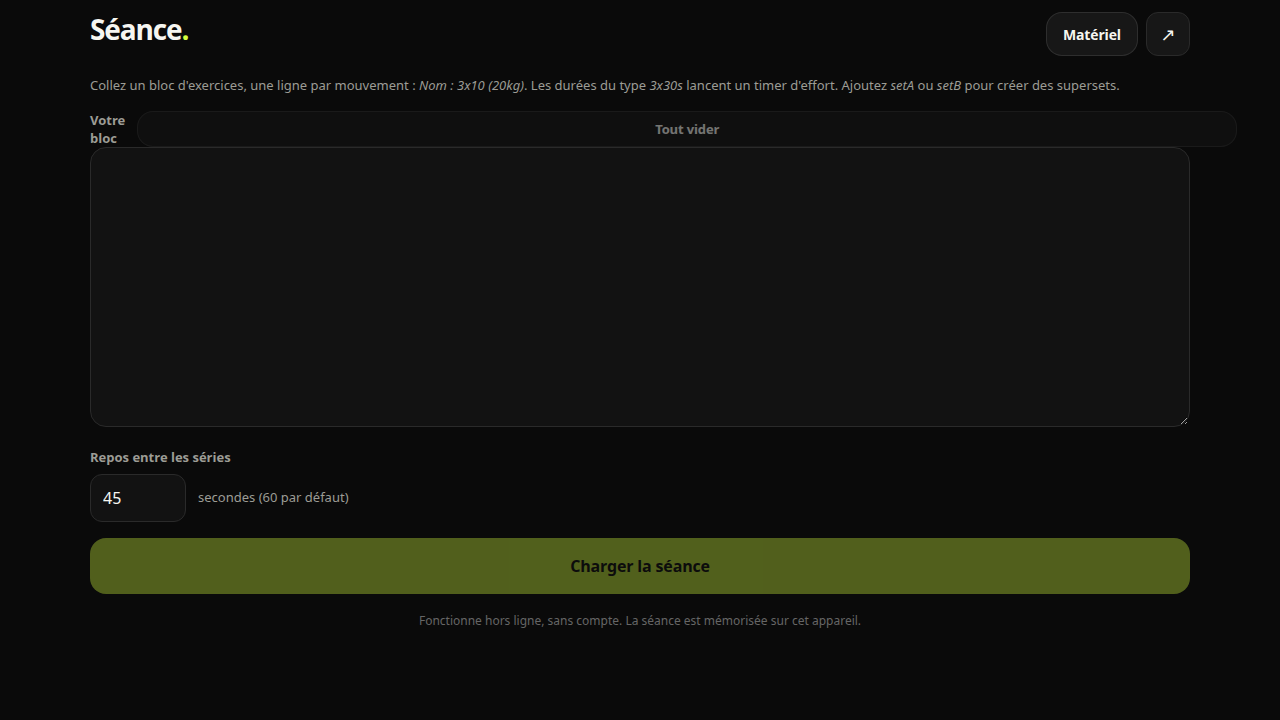 Séance.
Matériel ↗
Collez un bloc d'exercices, une ligne par mouvement : Nom : 3x10 (20kg). Les durées du type 3x30s lancent un timer d'effort. Ajoutez setA ou setB pour créer des supersets.
Votre
bloc
Tout vider
Repos entre les séries
45 secondes (60 par défaut)
Charger la séance
Fonctionne hors ligne, sans compte. La séance est mémorisée sur cet appareil.